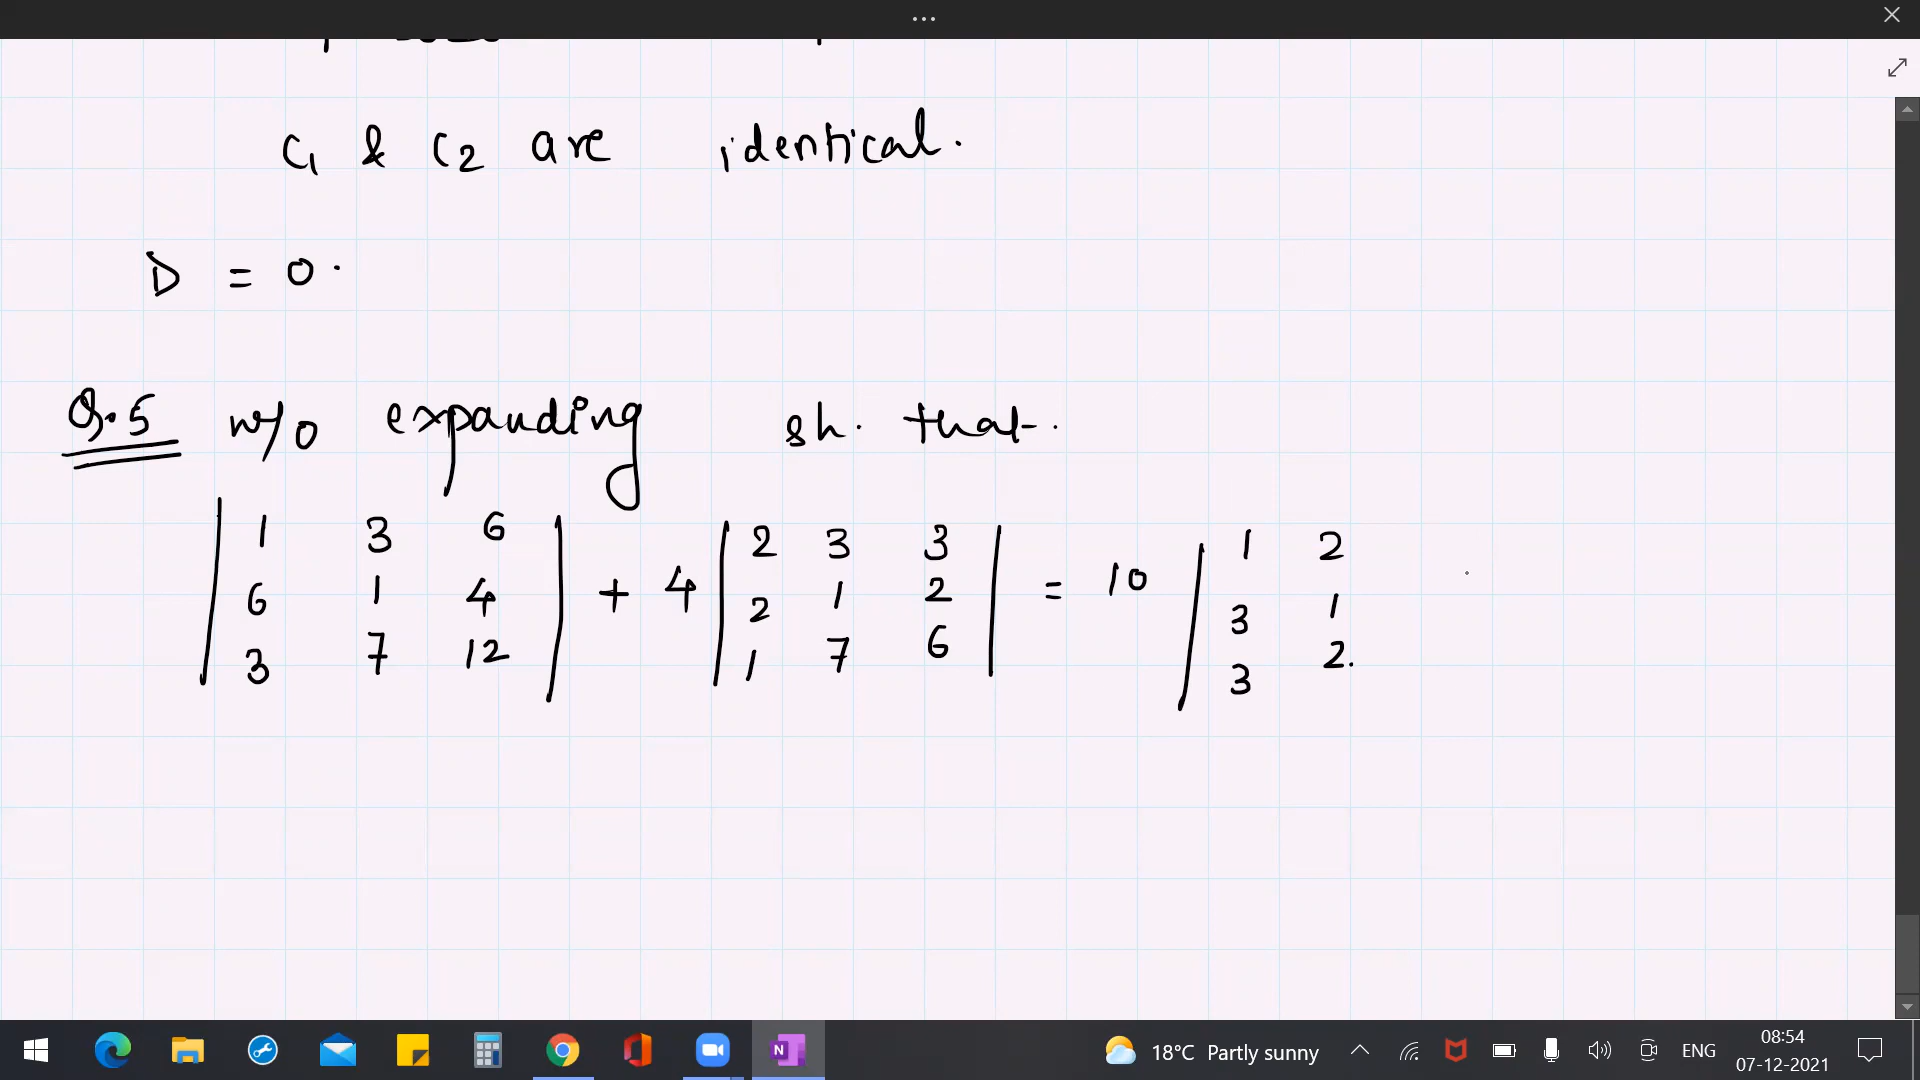 C1 & C2 are identical.
D = 0.
Q.5 w/o expanding sh. that.
| 1 3 6 | + 4 | 2 3 3 | = 10 | 1 2
| 6 1 4 | | 2 1 2 | | 3 1
| 3 7 12 | | 1 7 6 | | 3 2.
18°C Partly sunny
ENG
08:54
07-12-2021